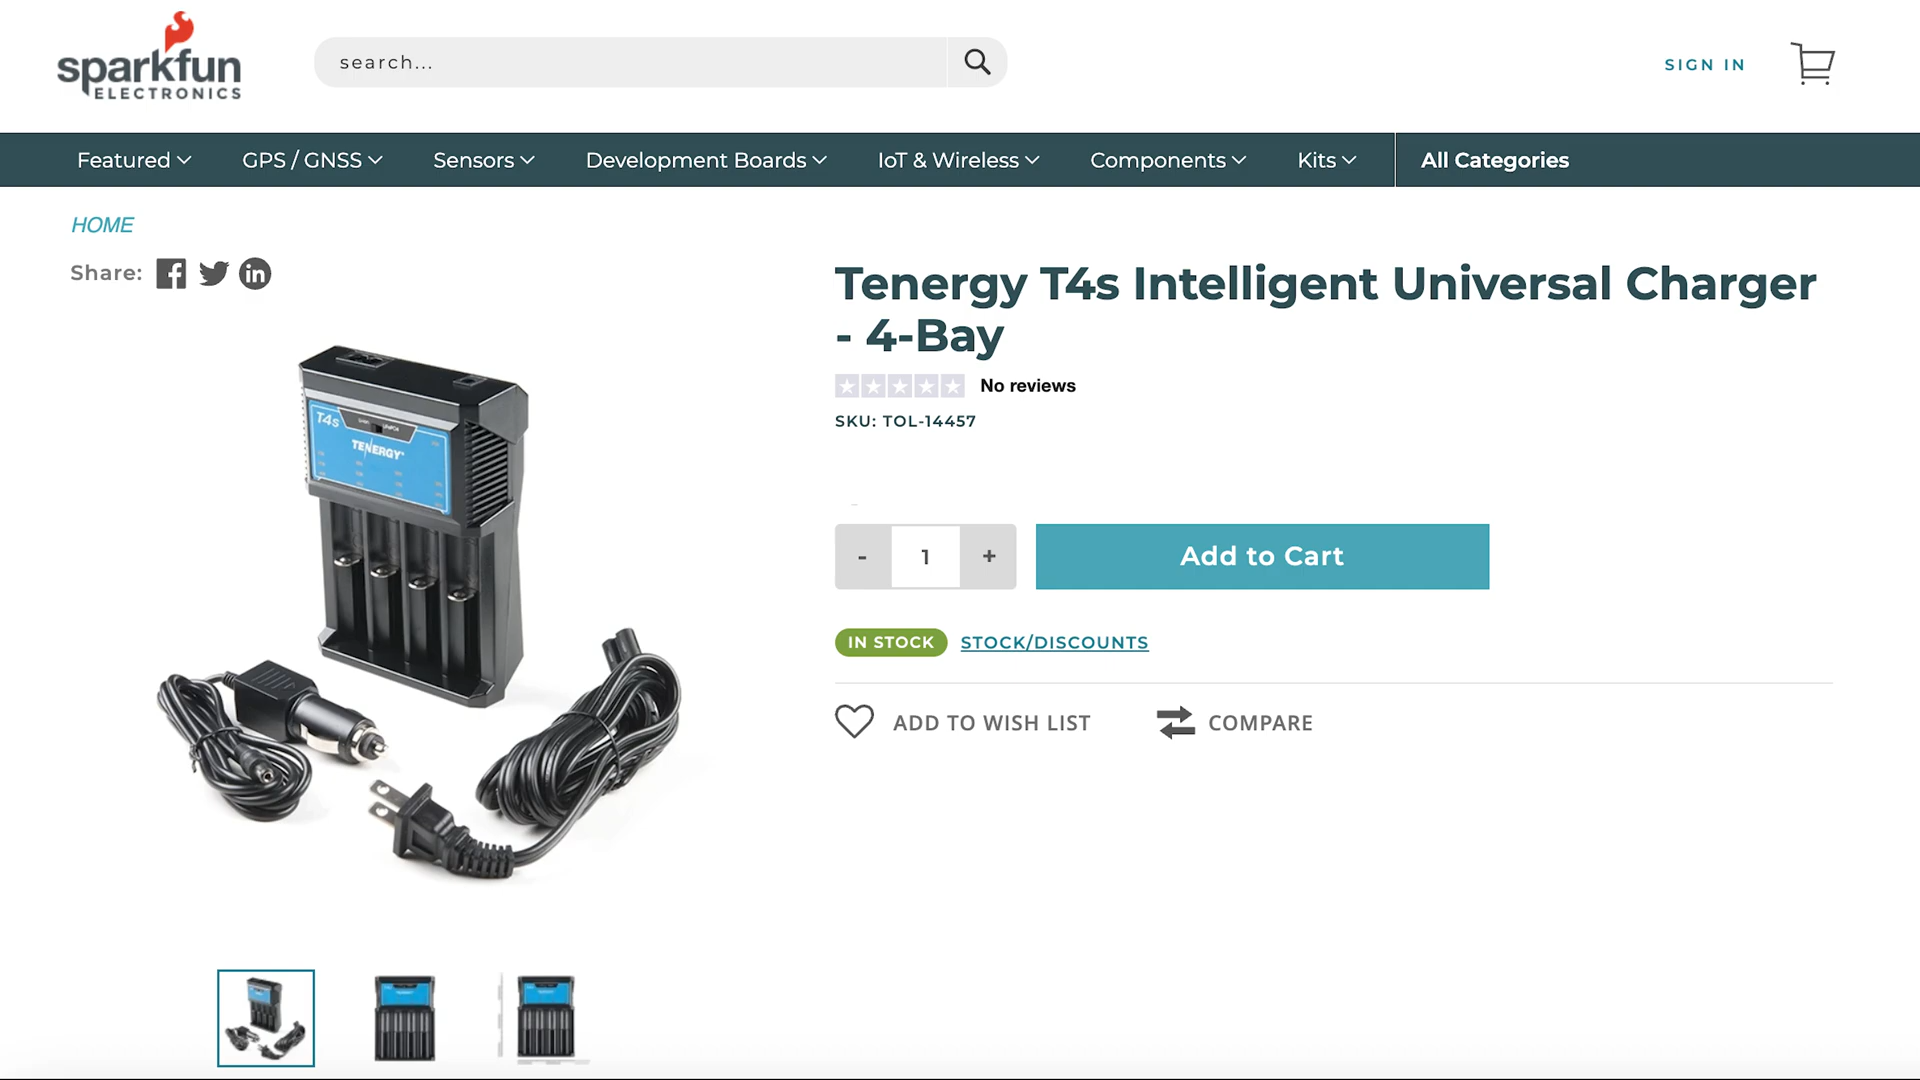 sparkfun
ELECTRONICS
search...
SIGN IN
Featured
GPS / GNSS
Sensors
Development Boards
IoT & Wireless
Components
Kits
All Categories
HOME
Share:
Tenergy T4s Intelligent Universal Charger
- 4-Bay
No reviews
SKU: TOL-14457
T4s
TENERGY
- 1 +
Add to Cart
IN STOCK
STOCK/DISCOUNTS
ADD TO WISH LIST
COMPARE